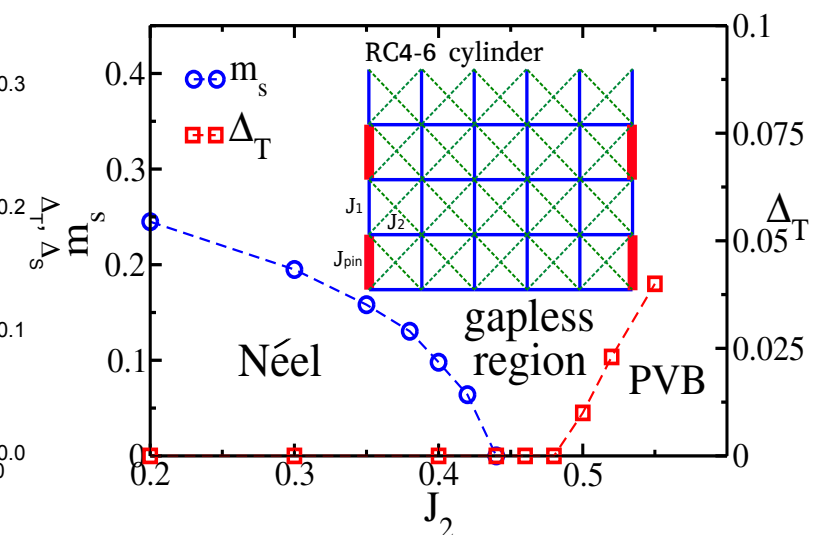 RC4-6 cylinder
0.1
0.4
m_s
Δ_T
0.3
0.075
0.3
J₁
J₂
0.2
Δ_T, Δ_S
m_s
Δ_T
0.05
0.2
J_pin
gapless
region
0.1
0.1
Néel
PVB
0.025
0.0
0
0
0
0.2
0.3
0.4
0.5
J_2